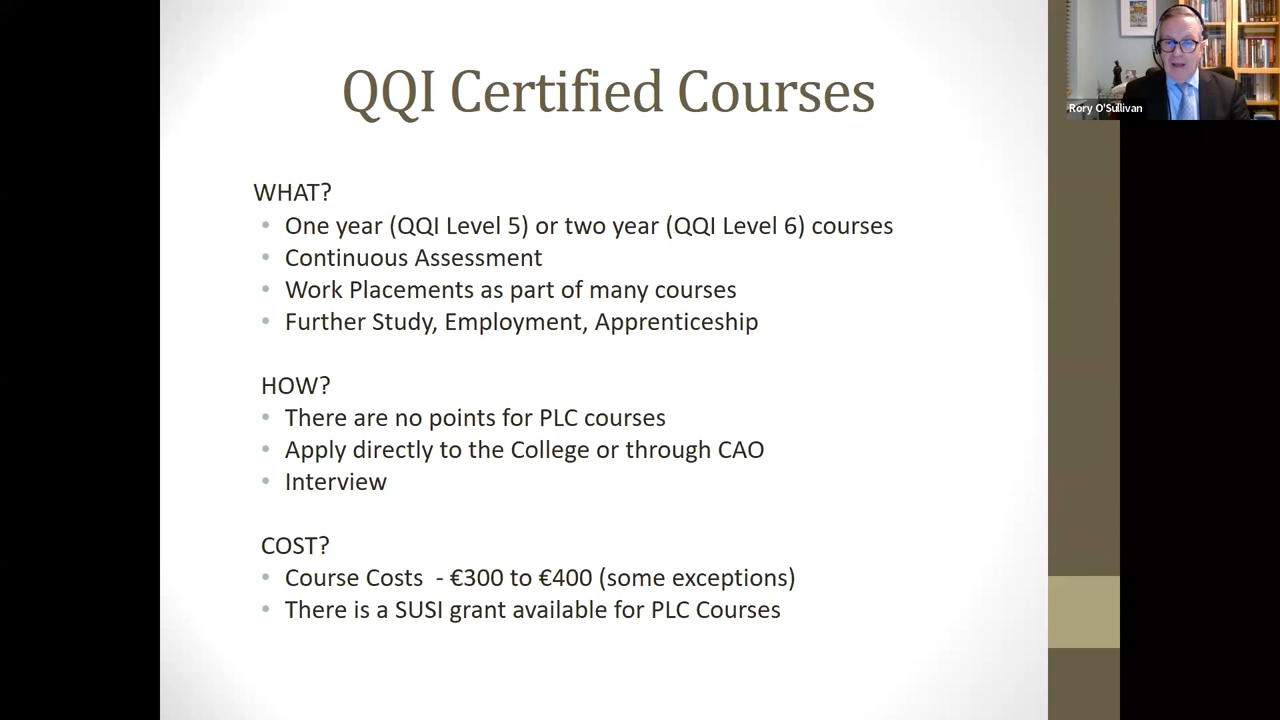 QQI Certified Courses
Rory O'Sullivan
WHAT?
• One year (QQI Level 5) or two year (QQI Level 6) courses
• Continuous Assessment
• Work Placements as part of many courses
• Further Study, Employment, Apprenticeship
HOW?
• There are no points for PLC courses
• Apply directly to the College or through CAO
• Interview
COST?
• Course Costs - €300 to €400 (some exceptions)
• There is a SUSI grant available for PLC Courses